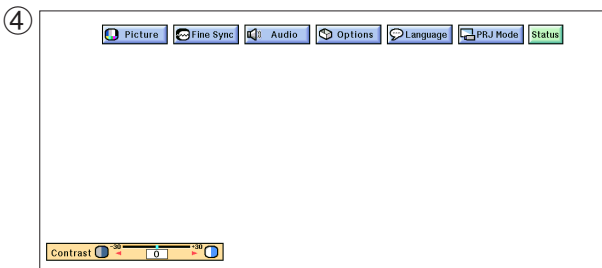 ④
Picture Fine Sync Audio Options Language PRJ Mode Status
-30 +30
Contrast 0